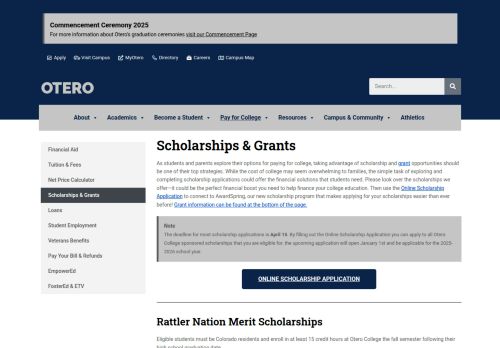 Commencement Ceremony 2025
For more information about Otero's graduation ceremonies visit our Commencement Page
Apply Visit Campus MyOtero Directory Careers Campus Map
OTERO
Search...
About Academics Become a Student Pay for College Resources Campus & Community Athletics
Financial Aid
Tuition & Fees
Net Price Calculator
Scholarships & Grants
Loans
Student Employment
Veterans Benefits
Pay Your Bill & Refunds
EmpowerEd
FosterEd & ETV
Scholarships & Grants
As students and parents explore their options for paying for college, taking advantage of scholarship and grant opportunities should
be one of their top strategies. While the cost of college may seem overwhelming to families, the simple task of exploring and
completing scholarship applications could offer the financial solutions that students need. Please look over the scholarships we
offer—it could be the perfect financial boost you need to help finance your college education. Then use the Online Scholarship
Application to connect to AwardSpring, our new scholarship program that makes applying for your scholarships easier than ever
before! Grant information can be found at the bottom of the page.
Note
The deadline for most scholarship applications is April 15. By filling out the Online Scholarship Application you can apply to all Otero
College sponsored scholarships that you are eligible for. the upcoming application will open January 1st and be applicable for the 2025-
2026 school year.
ONLINE SCHOLARSHIP APPLICATION
Rattler Nation Merit Scholarships
Eligible students must be Colorado residents and enroll in at least 15 credit hours at Otero College the fall semester following their
high school graduation date.